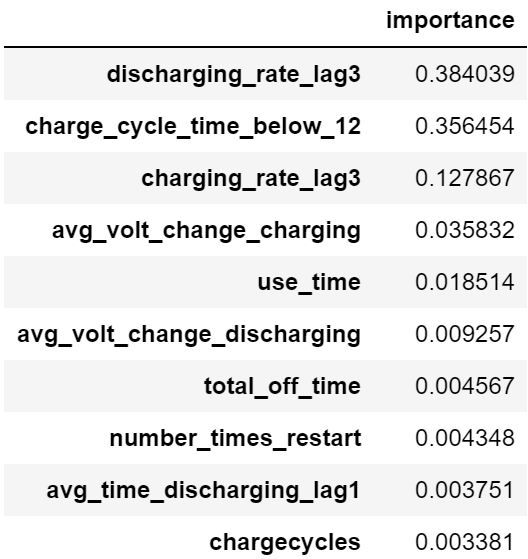 importance
discharging_rate_lag3 0.384039
charge_cycle_time_below_12 0.356454
charging_rate_lag3 0.127867
avg_volt_change_charging 0.035832
use_time 0.018514
avg_volt_change_discharging 0.009257
total_off_time 0.004567
number_times_restart 0.004348
avg_time_discharging_lag1 0.003751
chargecycles 0.003381